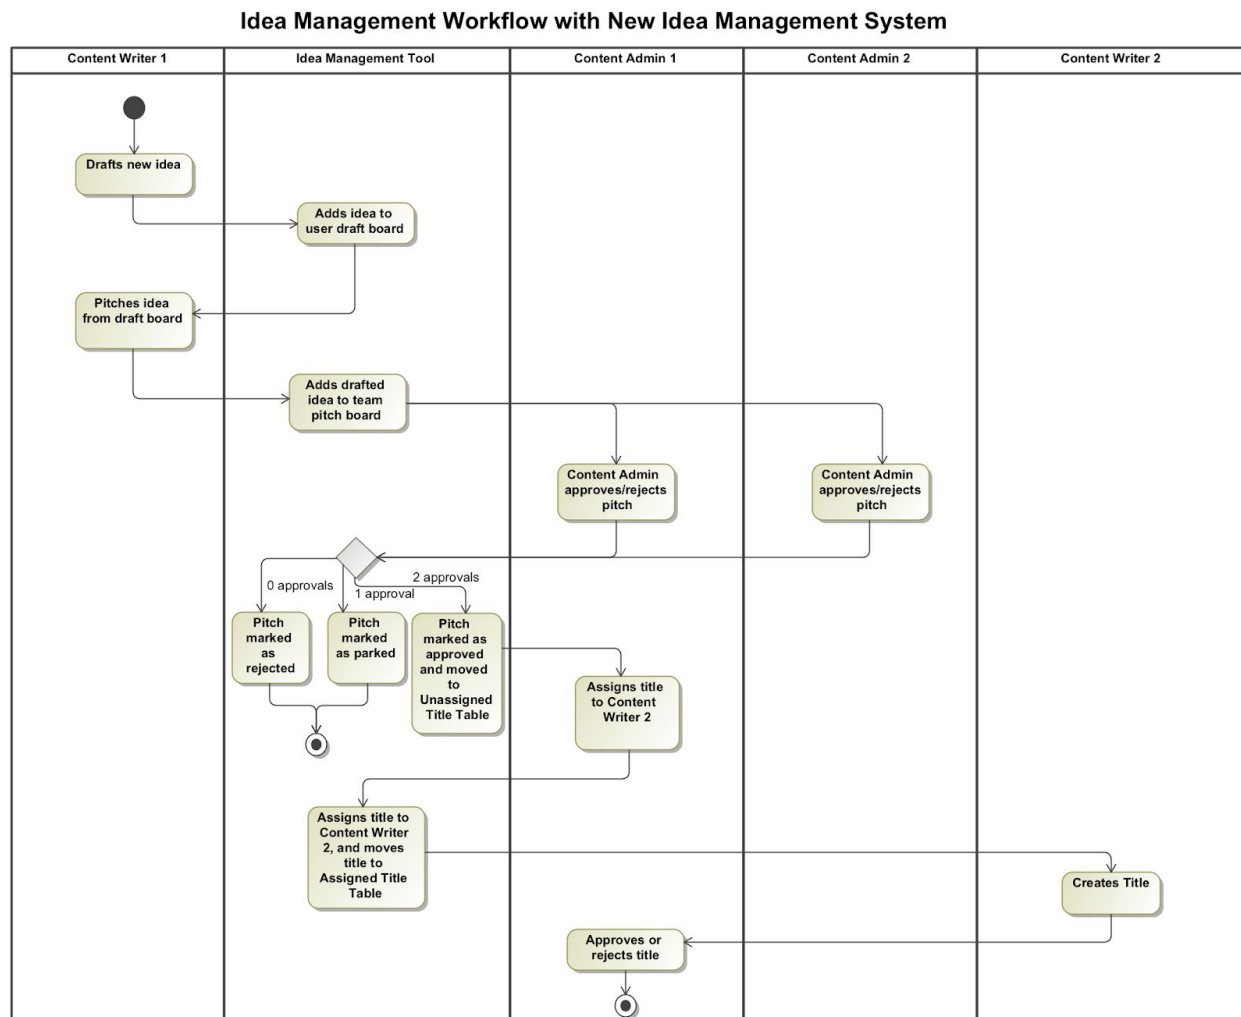 Idea Management Workflow with New Idea Management System
Content Writer 1
Idea Management Tool
Content Admin 1
Content Admin 2
Content Writer 2
Drafts new idea
Adds idea to
user draft board
Pitches idea
from draft board
Adds drafted
idea to team
pitch board
Content Admin
approves/rejects
pitch
Content Admin
approves/rejects
pitch
0 approvals
1 approval
2 approvals
Pitch
marked
as
rejected
Pitch
marked
as parked
Pitch
marked as
approved
and moved
to
Unassigned
Title Table
Assigns title
to Content
Writer 2
Assigns title to
Content Writer
2, and moves
title to
Assigned Title
Table
Creates Title
Approves or
rejects title